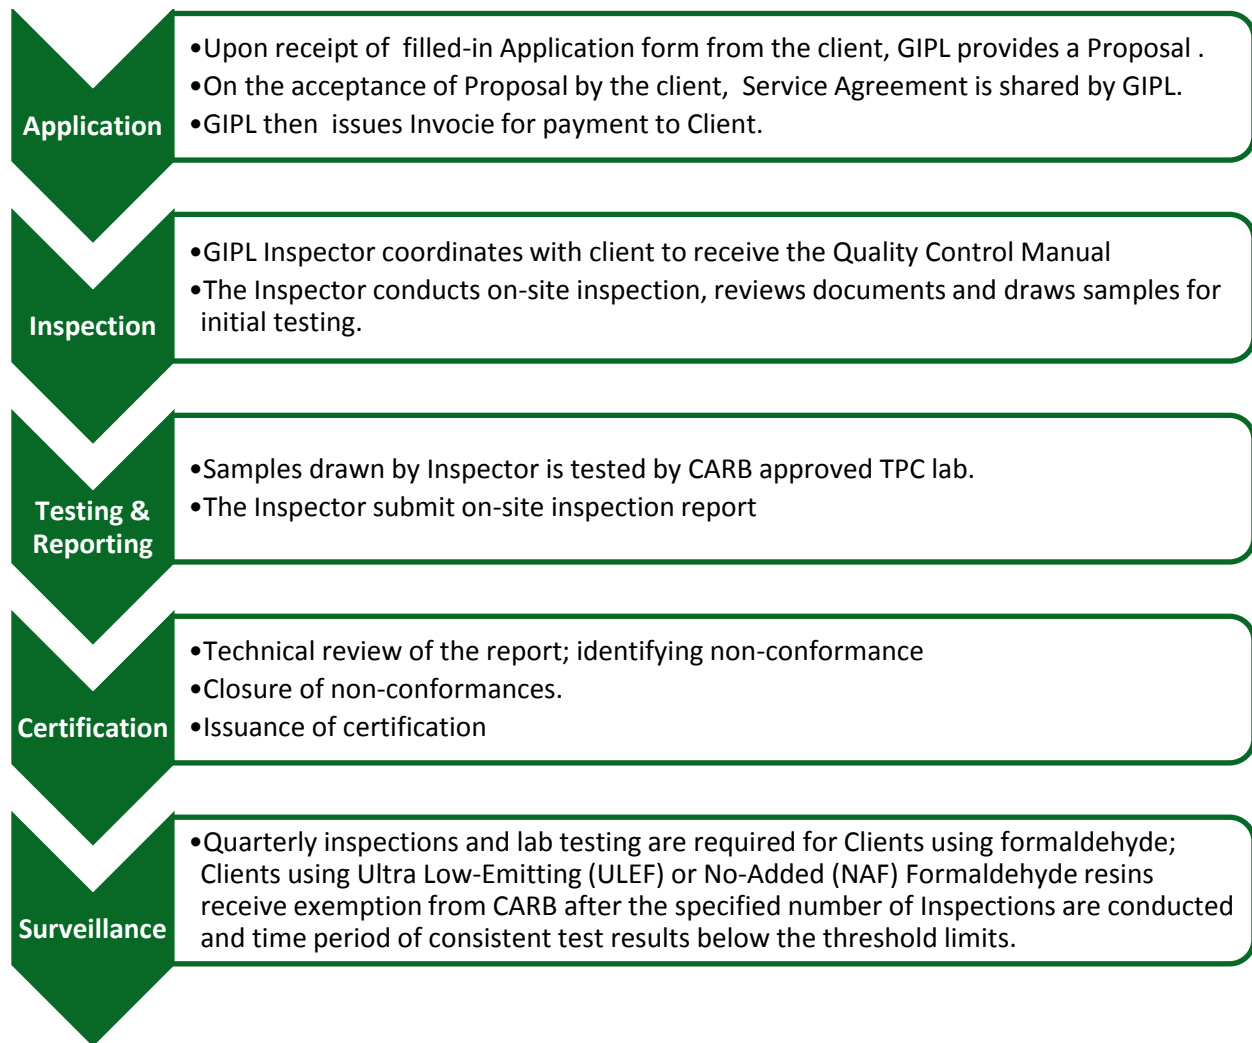 Application
•Upon receipt of  filled-in Application form from the client, GIPL provides a Proposal .
•On the acceptance of Proposal by the client,  Service Agreement is shared by GIPL.
•GIPL then  issues Invocie for payment to Client.
Inspection
•GIPL Inspector coordinates with client to receive the Quality Control Manual
•The Inspector conducts on-site inspection, reviews documents and draws samples for
initial testing.
Testing &
Reporting
•Samples drawn by Inspector is tested by CARB approved TPC lab.
•The Inspector submit on-site inspection report
Certification
•Technical review of the report; identifying non-conformance
•Closure of non-conformances.
•Issuance of certification
Surveillance
•Quarterly inspections and lab testing are required for Clients using formaldehyde;
Clients using Ultra Low-Emitting (ULEF) or No-Added (NAF) Formaldehyde resins
receive exemption from CARB after the specified number of Inspections are conducted
and time period of consistent test results below the threshold limits.